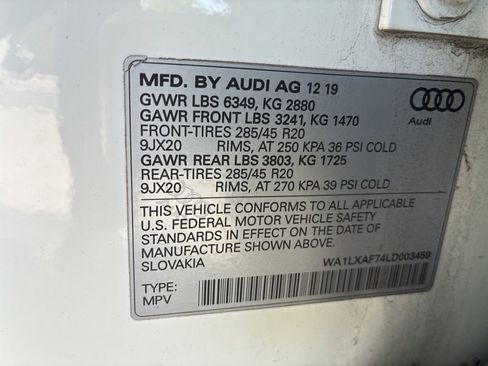 MFD. BY AUDI AG 12 19
GVWR LBS 6349, KG 2880
GAWR FRONT LBS 3241, KG 1470
FRONT-TIRES 285/45 R20
9JX20 RIMS, AT 250 KPA 36 PSI COLD
GAWR REAR LBS 3803, KG 1725
REAR-TIRES 285/45 R20
9JX20 RIMS, AT 270 KPA 39 PSI COLD
THIS VEHICLE CONFORMS TO ALL APPLICABLE
U.S. FEDERAL MOTOR VEHICLE SAFETY
STANDARDS IN EFFECT ON THE DATE OF
MANUFACTURE SHOWN ABOVE.
SLOVAKIA
WA1LXAF74LD003459
TYPE:
MPV
Audi